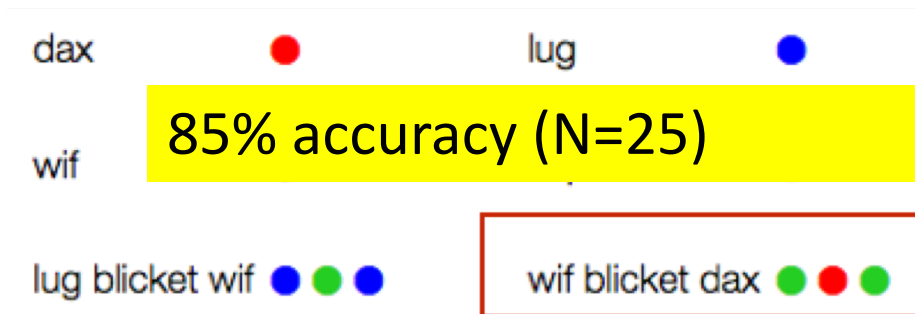 dax lug
85% accuracy (N=25)
wif
lug blicket wif wif blicket dax